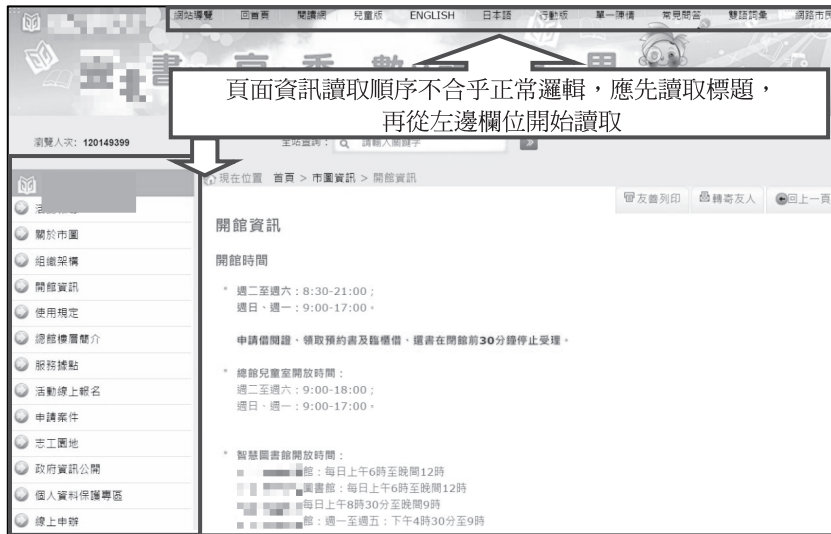 網站導覽 回首頁 閱讀網 兒童版 ENGLISH 日本語 行動版 單一陳情 常見問答 雙語詞彙 網路市民
書
頁面資訊讀取順序不合乎正常邏輯，應先讀取標題，
再從左邊欄位開始讀取
瀏覽人次：120149399
全站查詢： 請輸入關鍵字
現在位置 首頁 > 市圖資訊 > 開館資訊
友善列印 轉寄友人 回上一頁
關於市圖
組織架構
開館資訊
使用規定
總館樓層簡介
服務據點
活動線上報名
申請案件
志工園地
政府資訊公開
個人資料保護專區
線上申辦
開館資訊
開館時間
週二至週六：8:30-21:00；
週日、週一：9:00-17:00。
申請借閱證、領取預約書及臨櫃借、還書在閉館前30分鐘停止受理。
總館兒童室開放時間：
週二至週六：9:00-18:00；
週日、週一：9:00-17:00。
智慧圖書館開放時間：
館：每日上午6時至晚間12時
圖書館：每日上午6時至晚間12時
每日上午8時30分至晚間9時
館：週一至週五：下午4時30分至9時